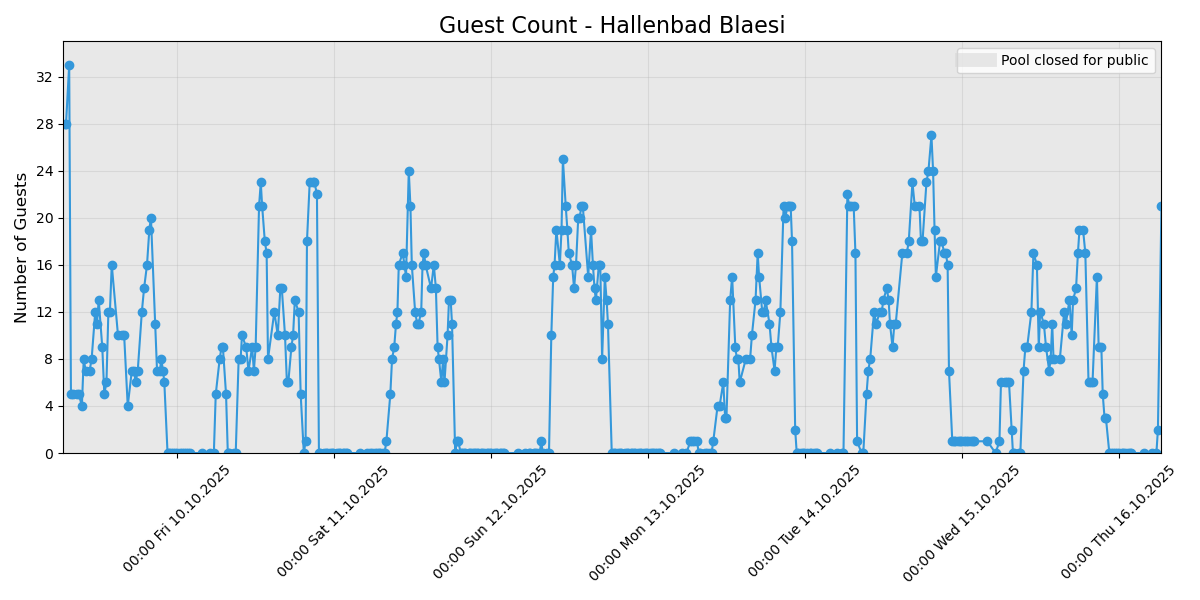 Guest Count - Hallenbad Blaesi
Pool closed for public
Number of Guests
32
28
24
20
16
12
8
4
0
00:00 Fri 10.10.2025
00:00 Sat 11.10.2025
00:00 Sun 12.10.2025
00:00 Mon 13.10.2025
00:00 Tue 14.10.2025
00:00 Wed 15.10.2025
00:00 Thu 16.10.2025